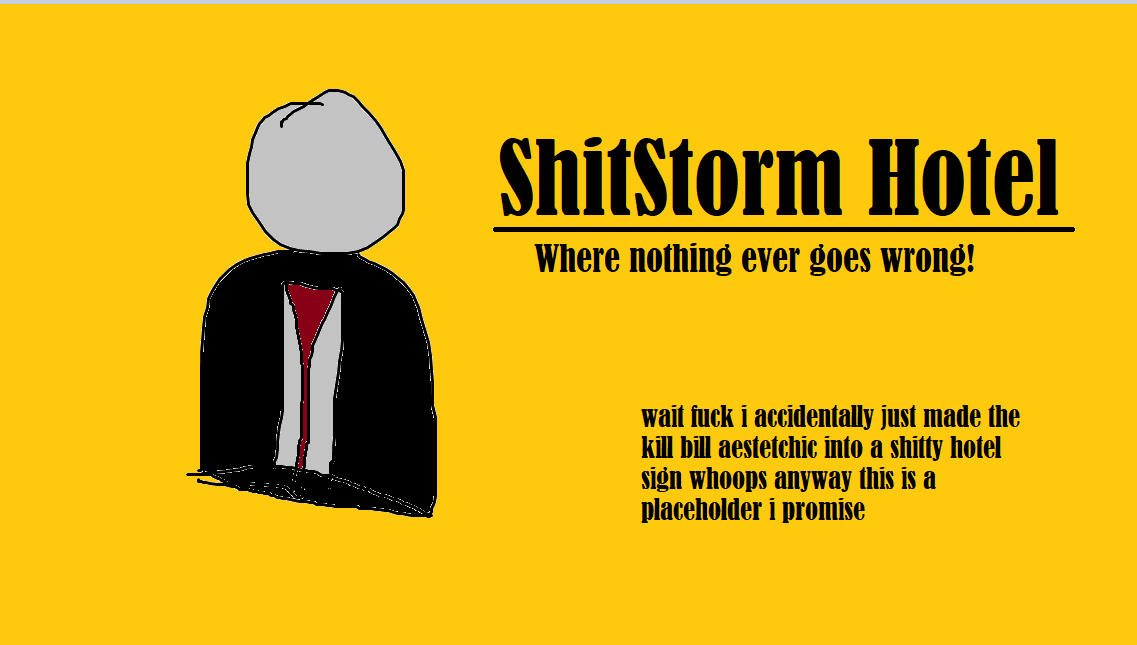 ShitStorm Hotel
Where nothing ever goes wrong!
wait fuck i accidentally just made the
kill bill aestetchic into a shitty hotel
sign whoops anyway this is a
placeholder i promise